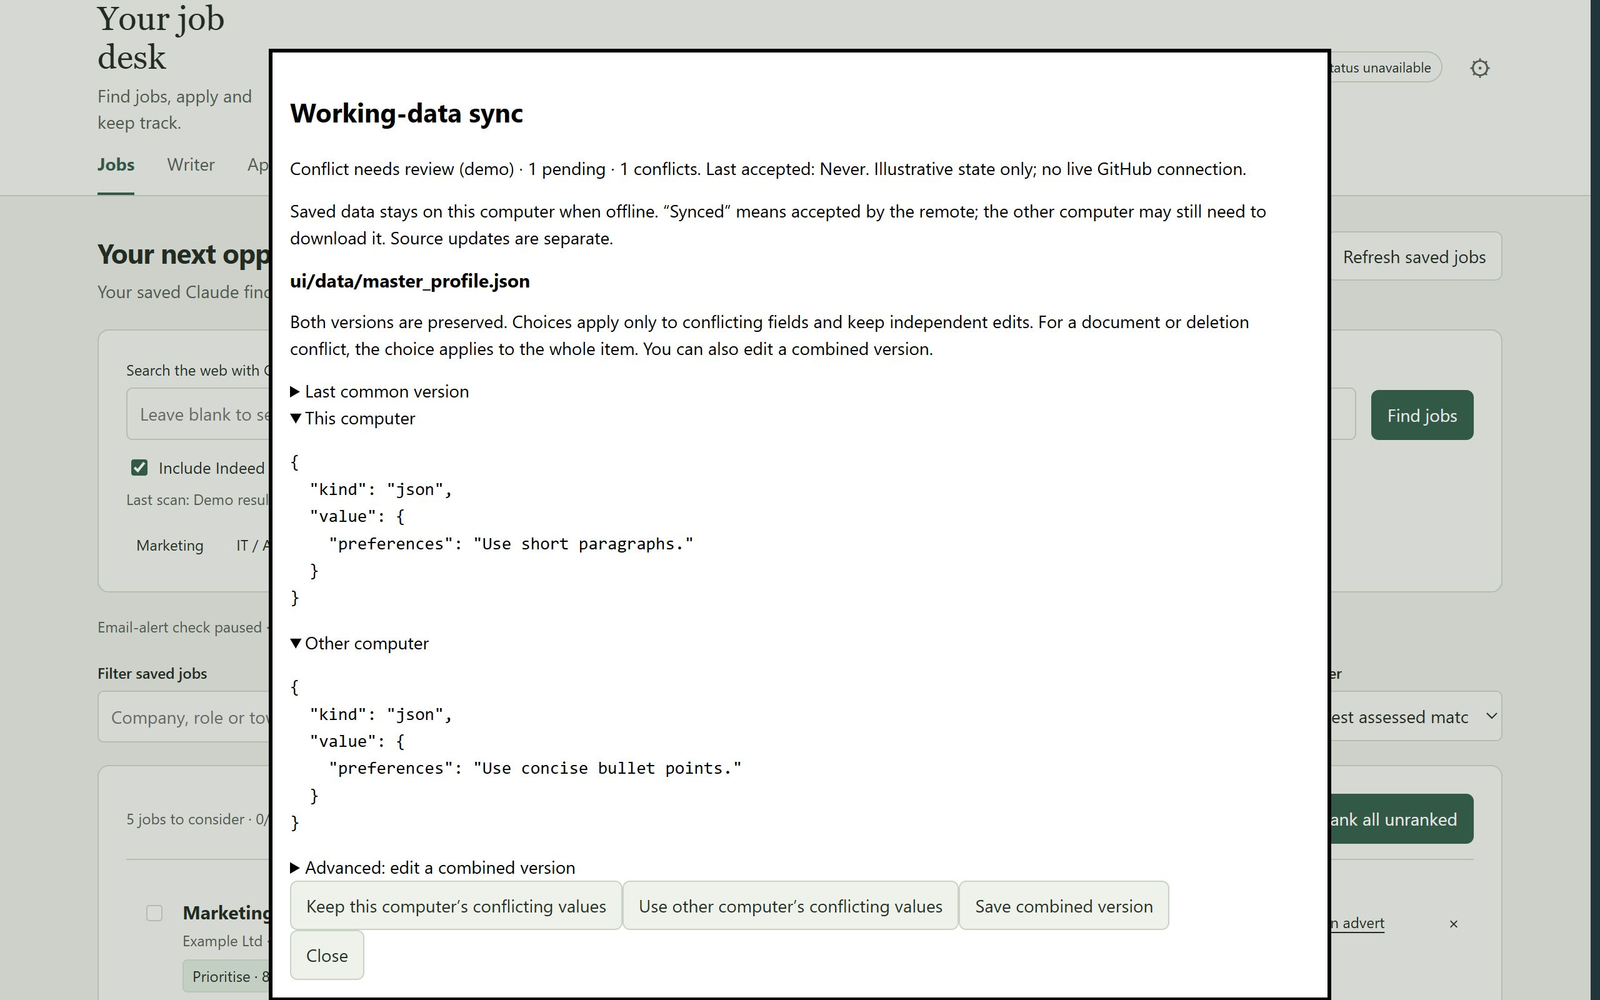 Your job
desk
Find jobs, apply and
keep track.
Jobs Writer
tatus unavailable
Working-data sync
Conflict needs review (demo) · 1 pending · 1 conflicts. Last accepted: Never. Illustrative state only; no live GitHub connection.
Saved data stays on this computer when offline. “Synced” means accepted by the remote; the other computer may still need to
download it. Source updates are separate.
ui/data/master_profile.json
Both versions are preserved. Choices apply only to conflicting fields and keep independent edits. For a document or deletion
conflict, the choice applies to the whole item. You can also edit a combined version.
▶ Last common version
▼ This computer
{
"kind": "json",
"value": {
"preferences": "Use short paragraphs."
}
}
▼ Other computer
{
"kind": "json",
"value": {
"preferences": "Use concise bullet points."
}
}
▶ Advanced: edit a combined version
Keep this computer’s conflicting values Use other computer’s conflicting values Save combined version
Close
Your next opp
Your saved Claude find
Refresh saved jobs
Search the web with
Leave blank to se
Find jobs
Include Indeed
Last scan: Demo resul
Marketing IT / A
Email-alert check paused ·
Filter saved jobs
er
Company, role or tow
est assessed matc
5 jobs to consider · 0/
ank all unranked
Marketing
Example Ltd ·
n advert ×
Prioritise · 8